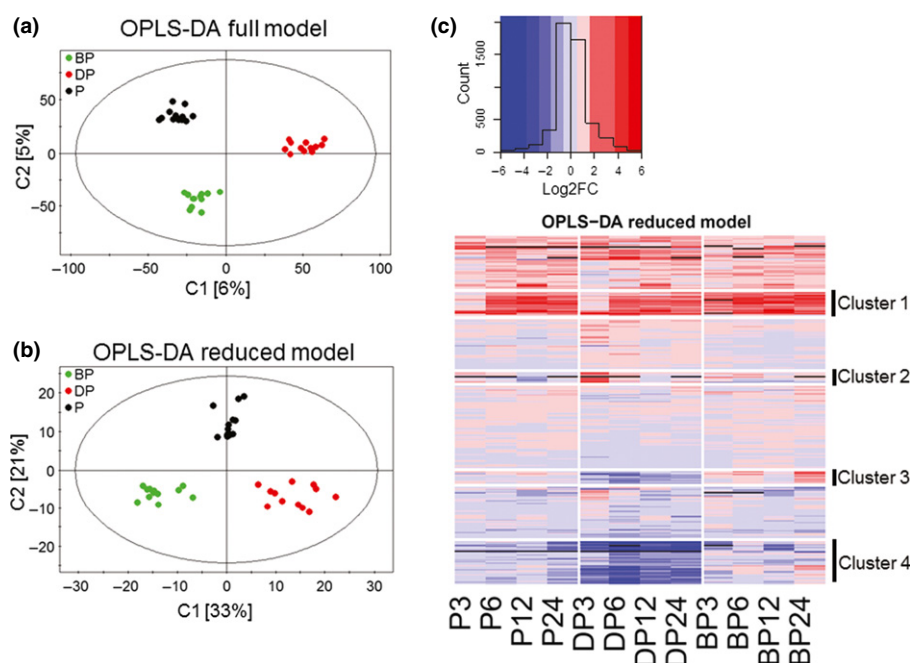 (a)
OPLS-DA full model
BP
DP
P
50
0
−50
C2 [5%]
−100 −50 0 50 100
C1 [6%]
(b)
OPLS-DA reduced model
BP
DP
P
20
10
0
−10
−20
C2 [21%]
−30 −20 −10 0 10 20 30
C1 [33%]
(c)
Count
1500
500
0
−6 −4 −2 0 2 4 6
Log2FC
OPLS−DA reduced model
Cluster 1
Cluster 2
Cluster 3
Cluster 4
P3 P6 P12 P24 DP3 DP6 DP12 DP24 BP3 BP6 BP12 BP24